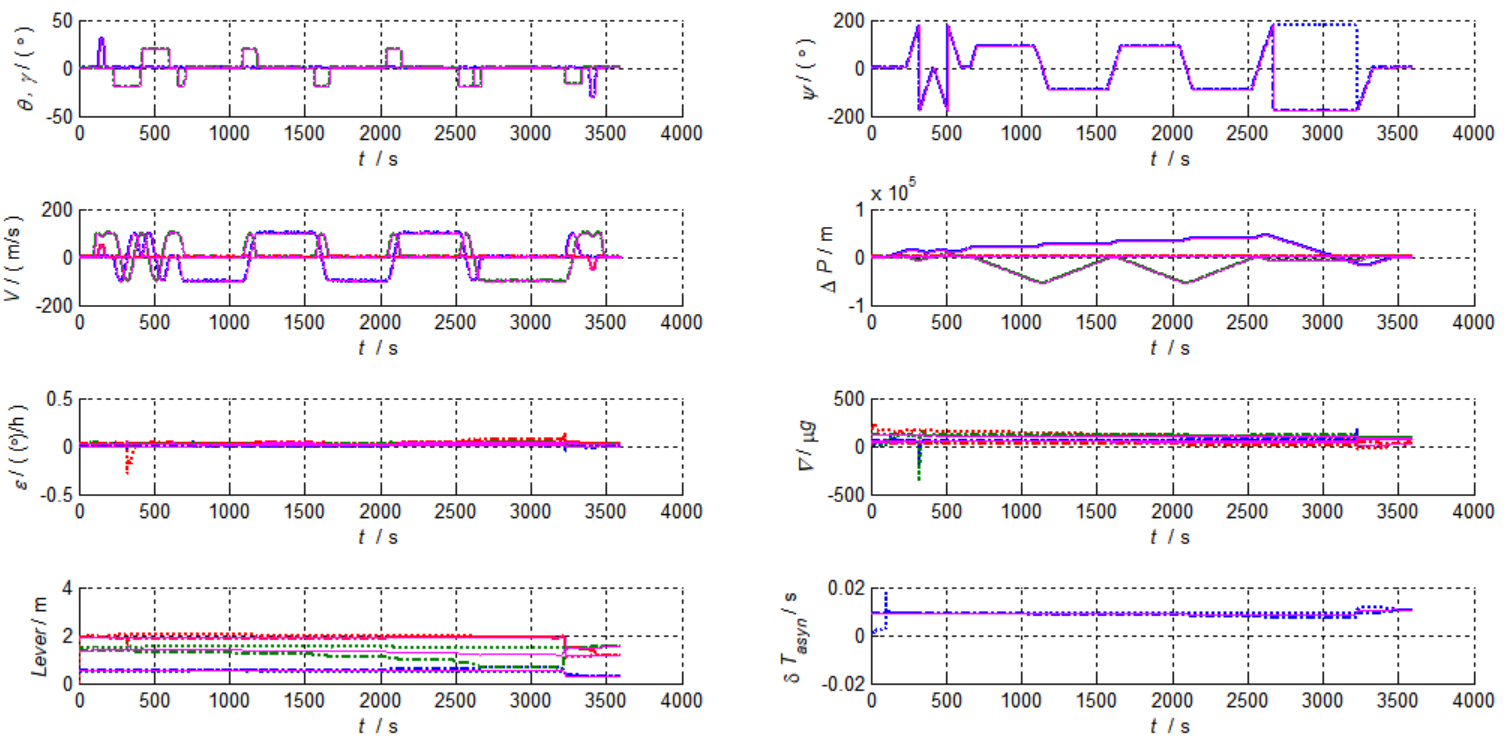 50
0
-50
θ, γ / ( ° )
0 500 1000 1500 2000 2500 3000 3500 4000
t / s
200
0
-200
ψ / ( ° )
0 500 1000 1500 2000 2500 3000 3500 4000
t / s
200
0
-200
V / ( m/s )
0 500 1000 1500 2000 2500 3000 3500 4000
t / s
x 10^5
1
0
-1
Δ P / m
0 500 1000 1500 2000 2500 3000 3500 4000
t / s
0.5
0
-0.5
ε / ( (°)/h )
0 500 1000 1500 2000 2500 3000 3500 4000
t / s
500
0
-500
∇ / μg
0 500 1000 1500 2000 2500 3000 3500 4000
t / s
4
2
0
Lever / m
0 500 1000 1500 2000 2500 3000 3500 4000
t / s
0.02
0
-0.02
δ T_asyn / s
0 500 1000 1500 2000 2500 3000 3500 4000
t / s